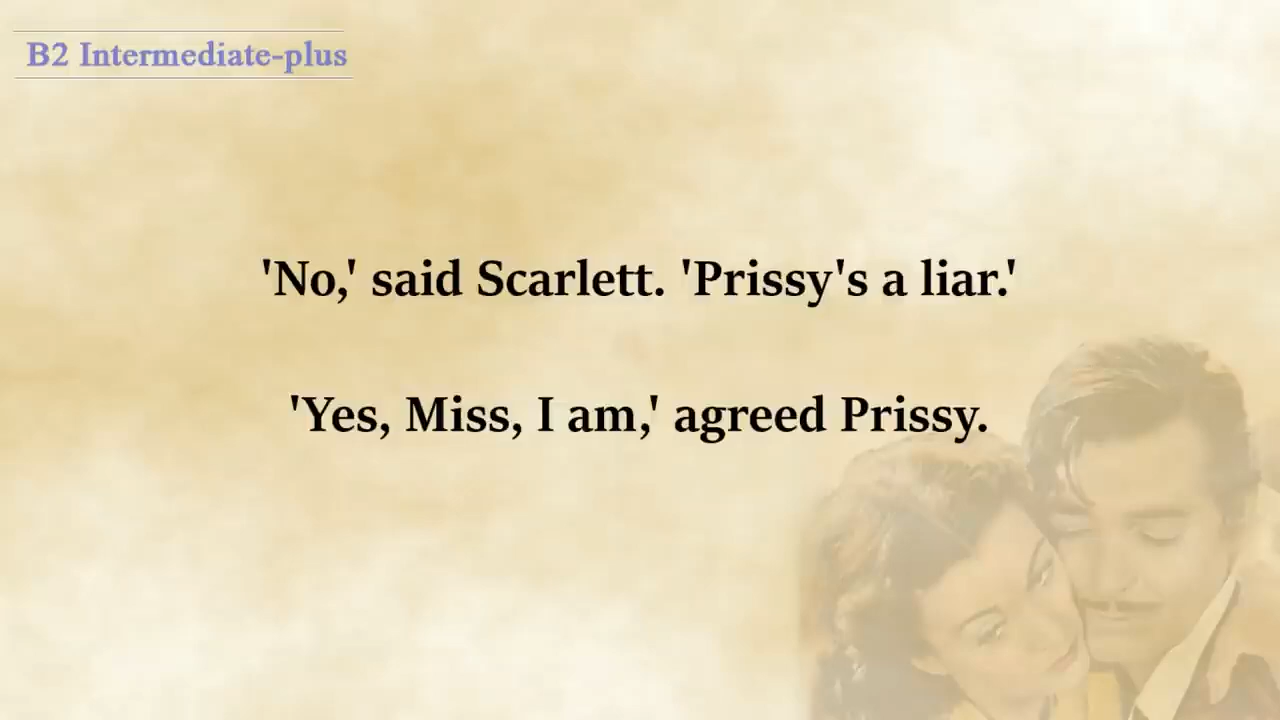 B2 Intermediate-plus
'No,' said Scarlett. 'Prissy's a liar.'
'Yes, Miss, I am,' agreed Prissy.